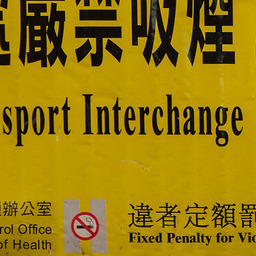 嚴禁吸煙
sport Interchange
辦公室
rol Office
of Health
違者定額罰
Fixed Penalty for Vio